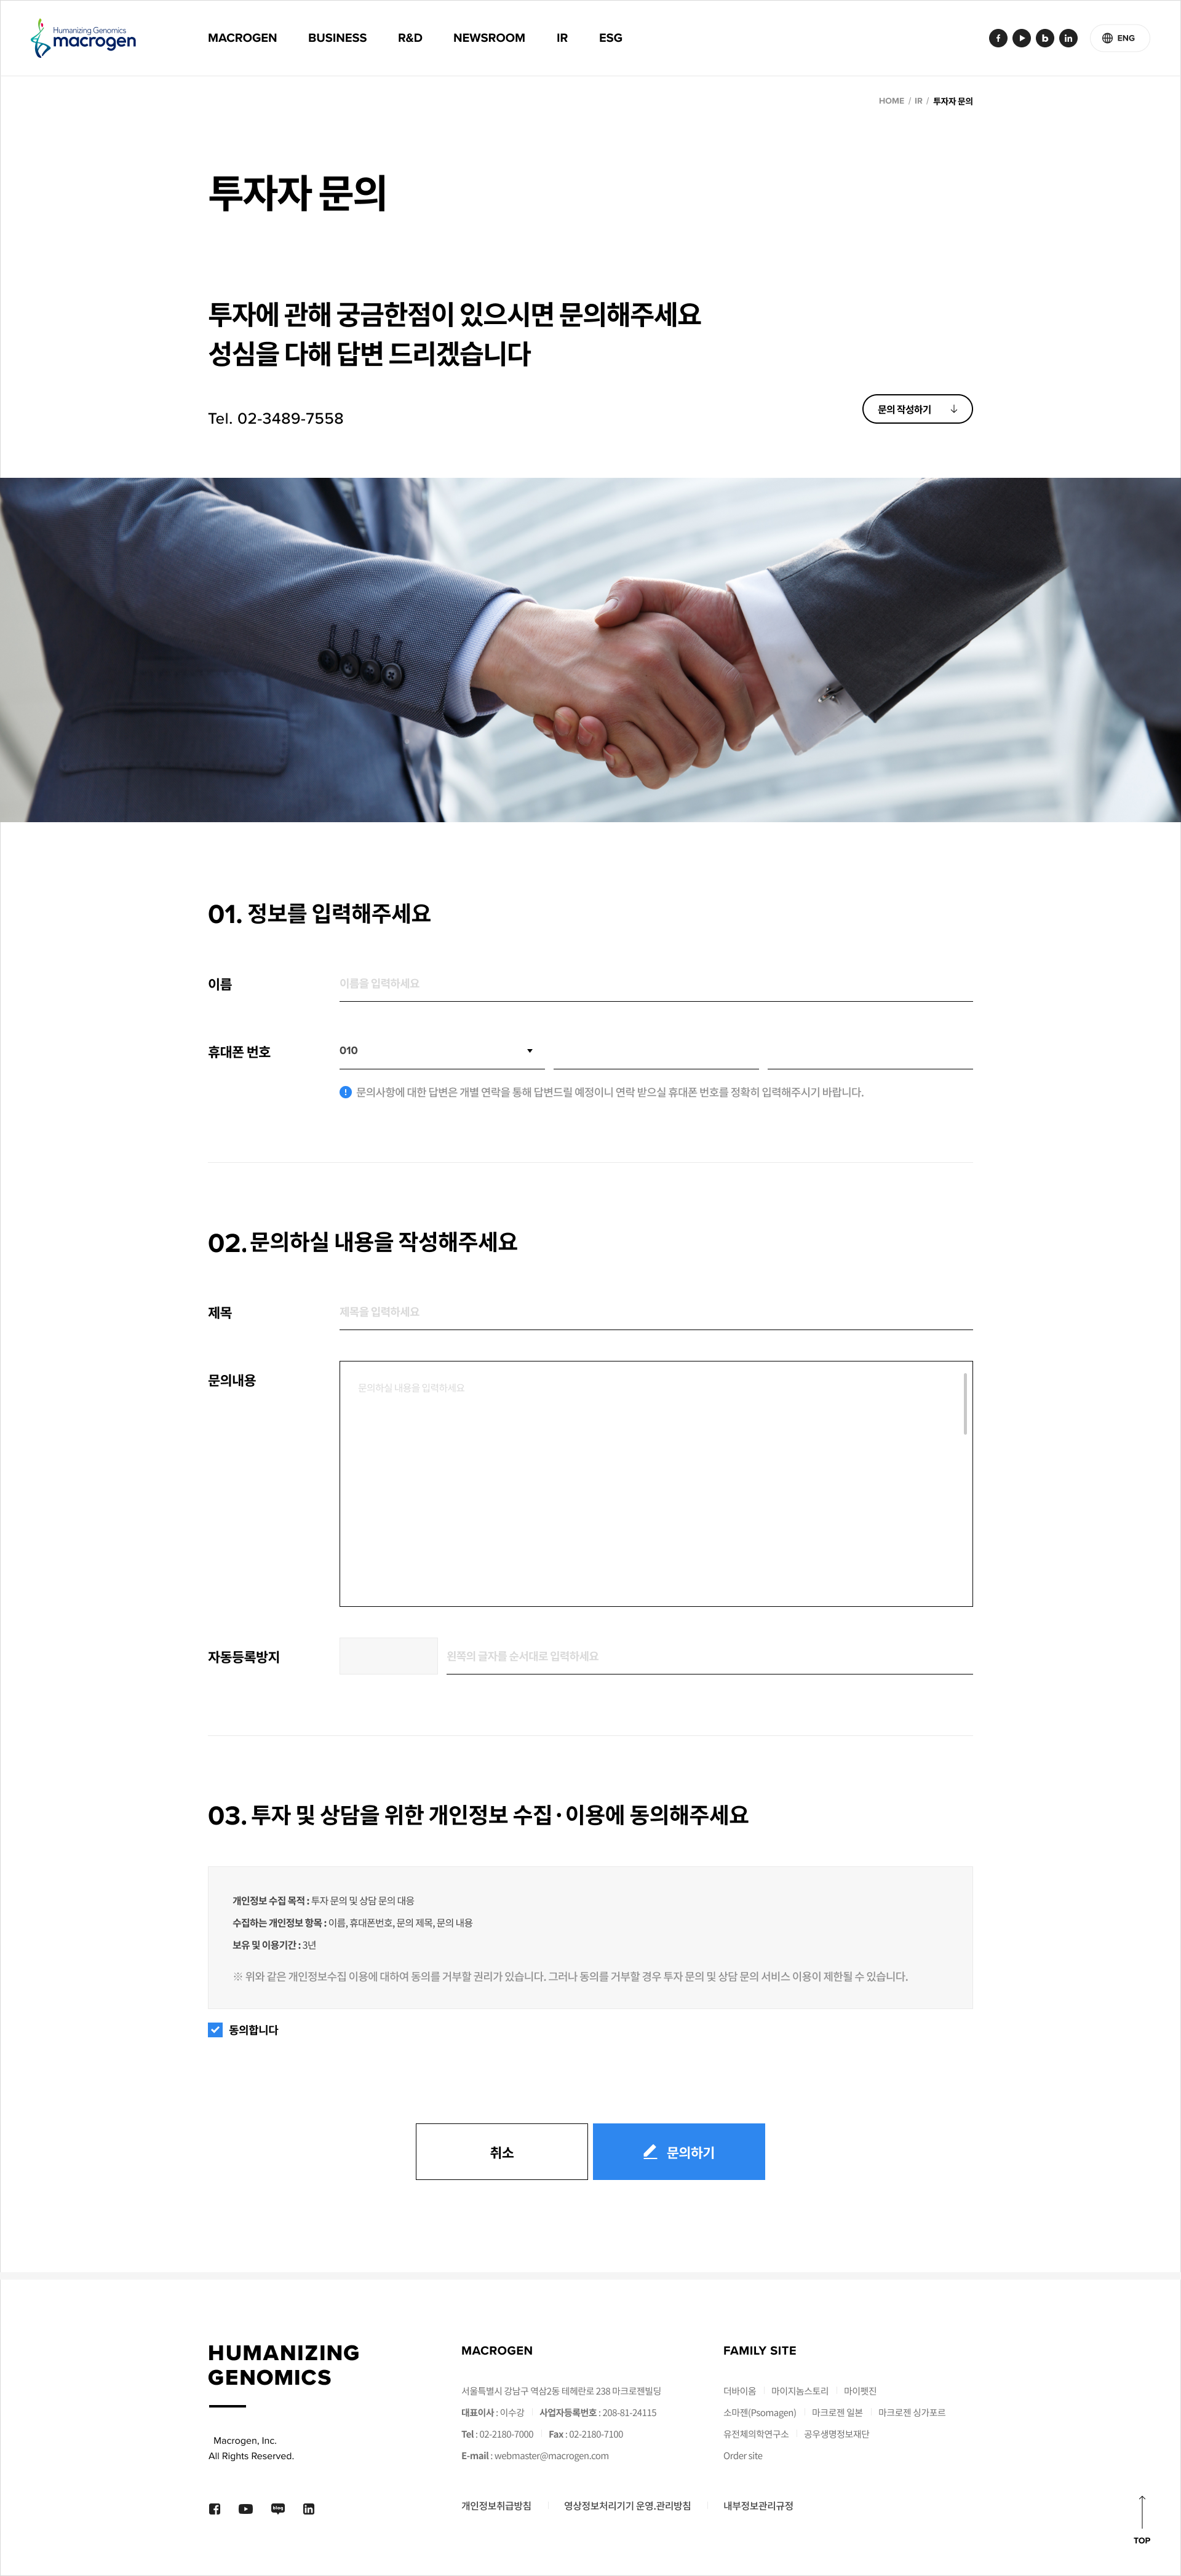 Humanizing Genomics
macrogen
MACROGEN BUSINESS R&D NEWSROOM IR ESG
ENG
HOME / IR / 투자자 문의
투자자 문의
투자에 관해 궁금한점이 있으시면 문의해주세요
성심을 다해 답변 드리겠습니다
Tel. 02-3489-7558
문의 작성하기
01. 정보를 입력해주세요
이름 이름을 입력하세요
휴대폰 번호 010
문의사항에 대한 답변은 개별 연락을 통해 답변드릴 예정이니 연락 받으실 휴대폰 번호를 정확히 입력해주시기 바랍니다.
02. 문의하실 내용을 작성해주세요
제목 제목을 입력하세요
문의내용
문의하실 내용을 입력하세요
자동등록방지 왼쪽의 글자를 순서대로 입력하세요
03. 투자 및 상담을 위한 개인정보 수집·이용에 동의해주세요
개인정보 수집 목적 : 투자 문의 및 상담 문의 대응
수집하는 개인정보 항목 : 이름, 휴대폰번호, 문의 제목, 문의 내용
보유 및 이용기간 : 3년
※ 위와 같은 개인정보수집 이용에 대하여 동의를 거부할 권리가 있습니다. 그러나 동의를 거부할 경우 투자 문의 및 상담 문의 서비스 이용이 제한될 수 있습니다.
동의합니다
취소
문의하기
HUMANIZING
GENOMICS
Macrogen, Inc.
All Rights Reserved.
blog
MACROGEN
서울특별시 강남구 역삼2동 테헤란로 238 마크로젠빌딩
대표이사 : 이수강 사업자등록번호 : 208-81-24115
Tel : 02-2180-7000 Fax : 02-2180-7100
E-mail : webmaster@macrogen.com
FAMILY SITE
더바이옴 마이지놈스토리 마이펫진
소마젠(Psomagen) 마크로젠 일본 마크로젠 싱가포르
유전체의학연구소 공우생명정보재단
Order site
개인정보취급방침 영상정보처리기기 운영.관리방침 내부정보관리규정
TOP